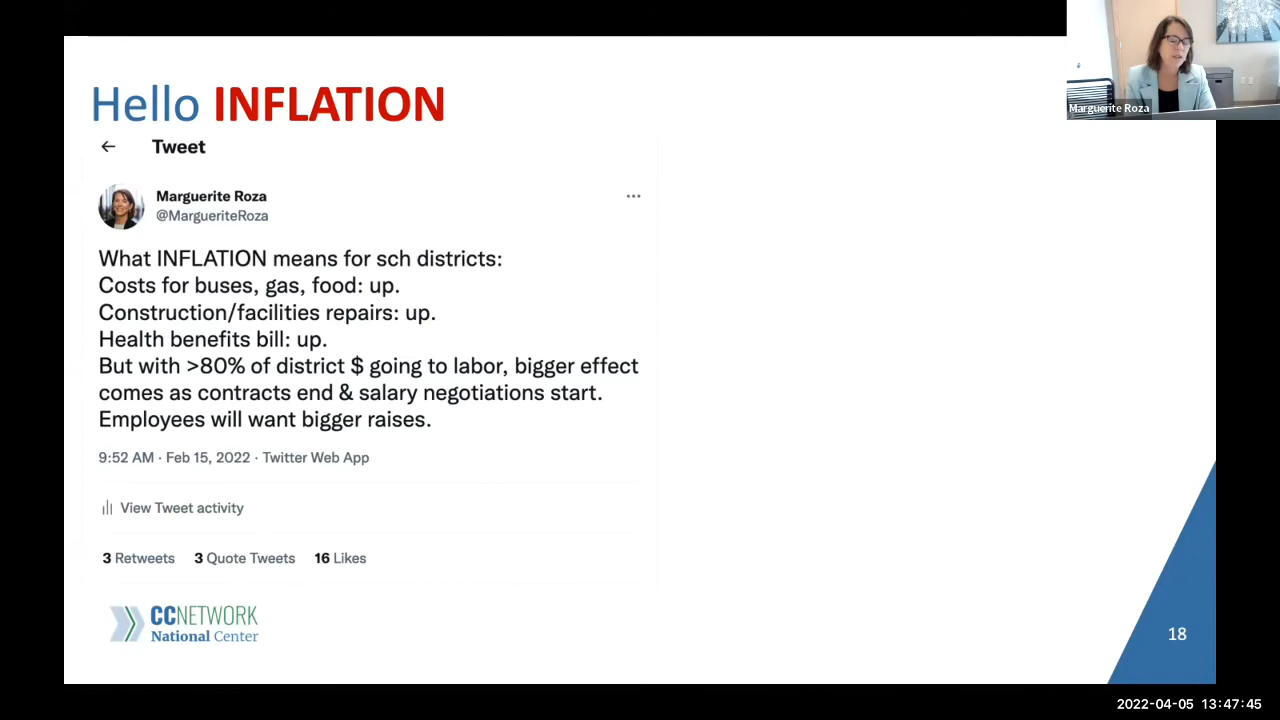 Hello INFLATION
Tweet
Marguerite Roza
@MargueriteRoza
What INFLATION means for sch districts:
Costs for buses, gas, food: up.
Construction/facilities repairs: up.
Health benefits bill: up.
But with >80% of district $ going to labor, bigger effect
comes as contracts end & salary negotiations start.
Employees will want bigger raises.
9:52 AM · Feb 15, 2022 · Twitter Web App
View Tweet activity
3 Retweets 3 Quote Tweets 16 Likes
CCNETWORK
National Center
18
Marguerite Roza
2022-04-05 13:47:45